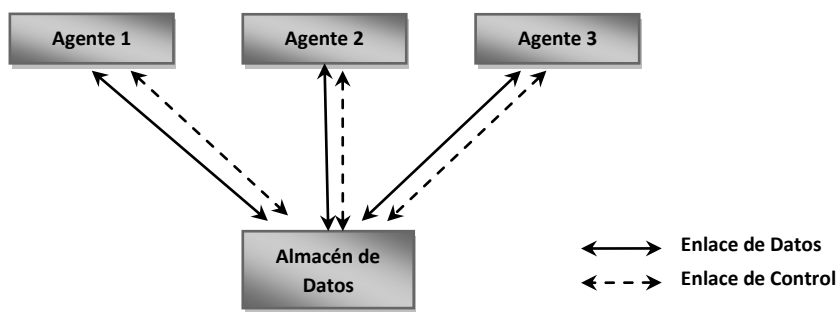 Agente 1
Agente 2
Agente 3
Almacén de
Datos
Enlace de Datos
Enlace de Control